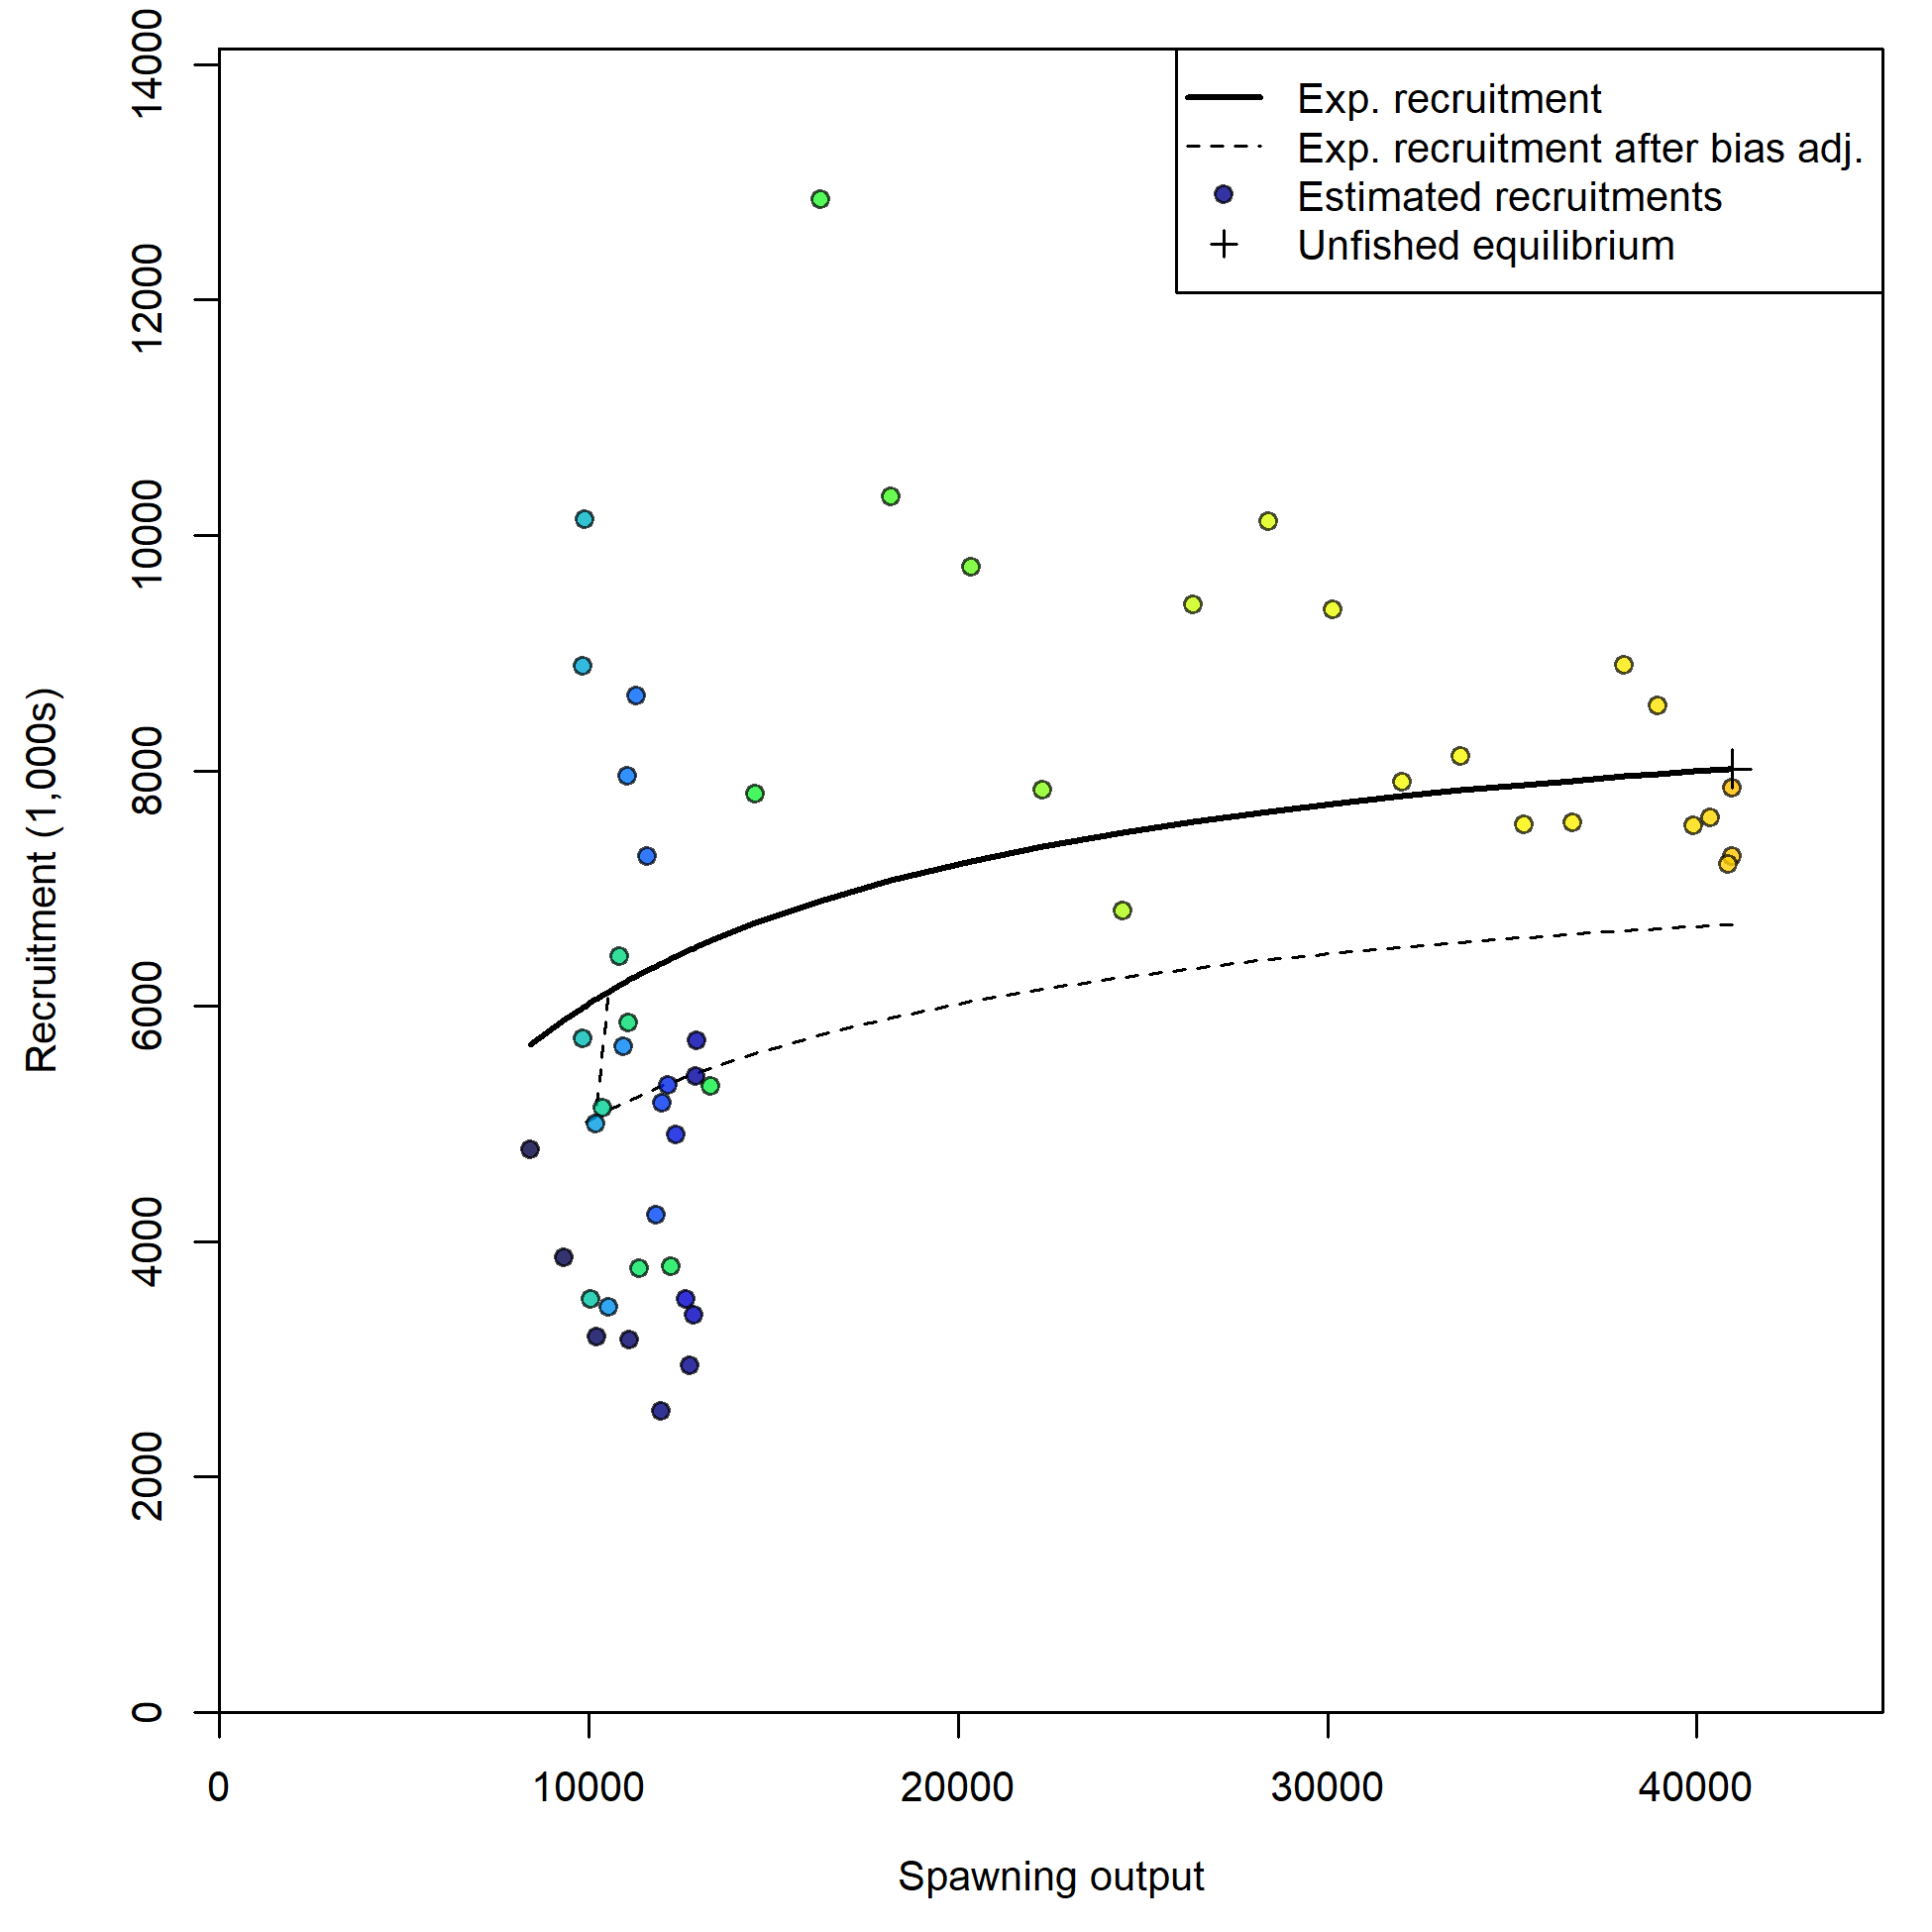 Exp. recruitment
Exp. recruitment after bias adj.
Estimated recruitments
Unfished equilibrium
Recruitment (1,000s)
14000
12000
10000
8000
6000
4000
2000
0
0 10000 20000 30000 40000
Spawning output